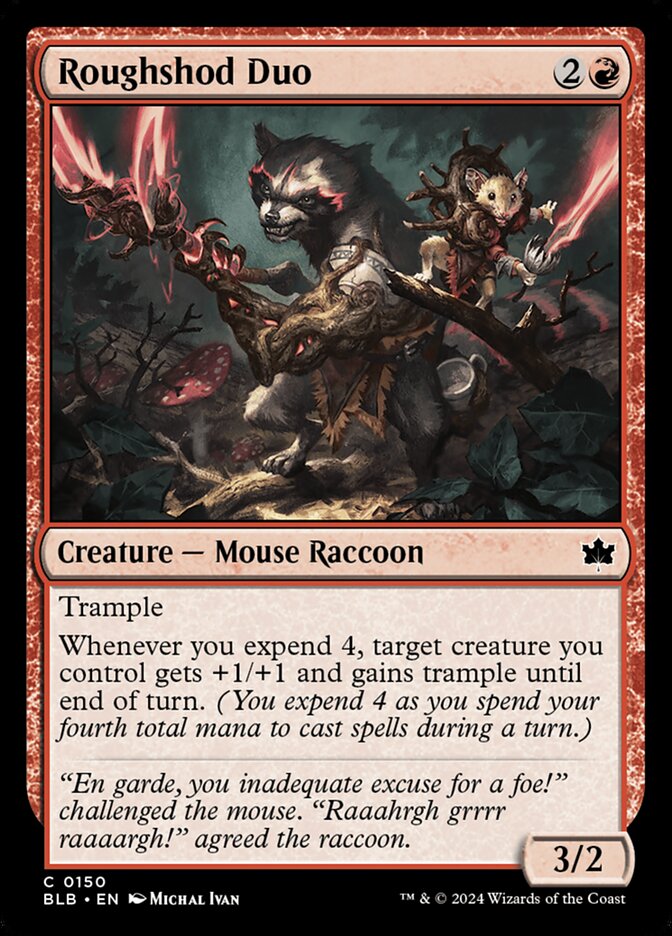 Roughshod Duo
2
Creature — Mouse Raccoon
Trample
Whenever you expend 4, target creature you
control gets +1/+1 and gains trample until
end of turn. (You expend 4 as you spend your
fourth total mana to cast spells during a turn.)
“En garde, you inadequate excuse for a foe!”
challenged the mouse. “Raaahrgh grrrr
raaaargh!” agreed the raccoon.
3/2
C 0150
BLB • EN MICHAL IVAN
™ & © 2024 Wizards of the Coast